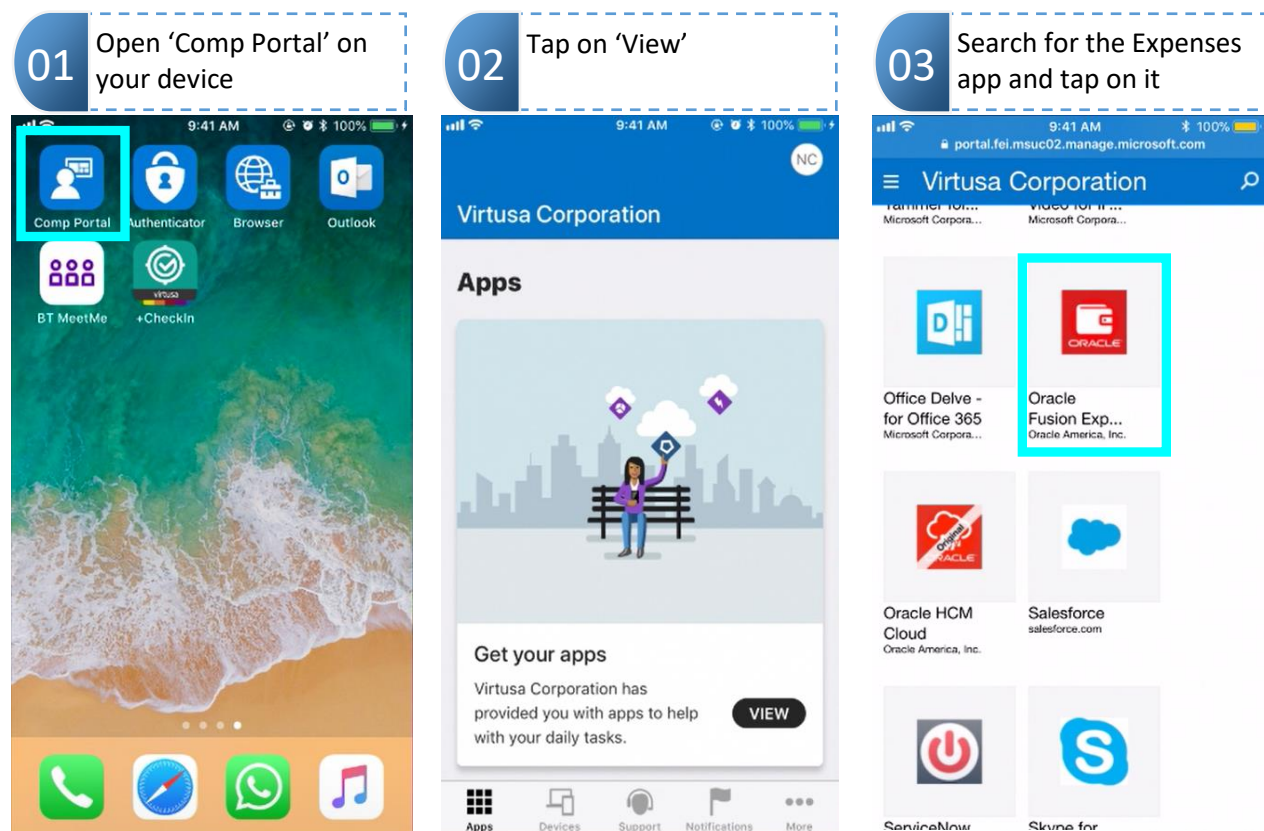 01
Open ‘Comp Portal’ on
your device
02
Tap on ‘View’
03
Search for the Expenses
app and tap on it
9:41 AM
100%
Comp Portal
Authenticator
Browser
Outlook
BT MeetMe
virtusa
+CheckIn
9:41 AM
100%
NC
Virtusa Corporation
Apps
Get your apps
Virtusa Corporation has
provided you with apps to help
with your daily tasks.
VIEW
Apps
Devices
Support
Notifications
More
9:41 AM
100%
portal.fei.msuc02.manage.microsoft.com
Virtusa Corporation
Microsoft Corpora...
Microsoft Corpora...
ORACLE
Office Delve -
for Office 365
Microsoft Corpora...
Oracle
Fusion Exp...
Oracle America, Inc.
Original
Oracle HCM
Cloud
Oracle America, Inc.
Salesforce
salesforce.com
ServiceNow
Skype for